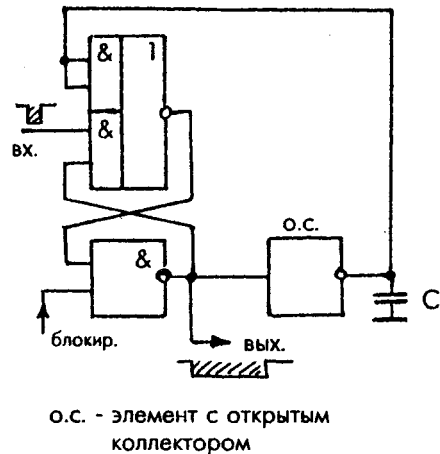 & 1
&
вх.
&
о.с.
C
блокир.
вых.
о.с. - элемент с открытым
коллектором